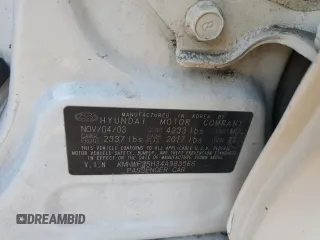 MANUFACTURED IN KOREA BY
HYUNDAI MOTOR COMPANY
NOV/04/03 4233 lbs
2337 lbs 2017 lbs
THIS VEHICLE CONFORMS TO ALL APPLICABLE U.S. FEDERAL
MOTOR VEHICLE SAFETY, BUMPER, AND THEFT PREVENTION STANDARDS
IN EFFECT ON THE DATE OF MANUFACTURE SHOWN ABOVE
V.I.N
PASSENGER CAR